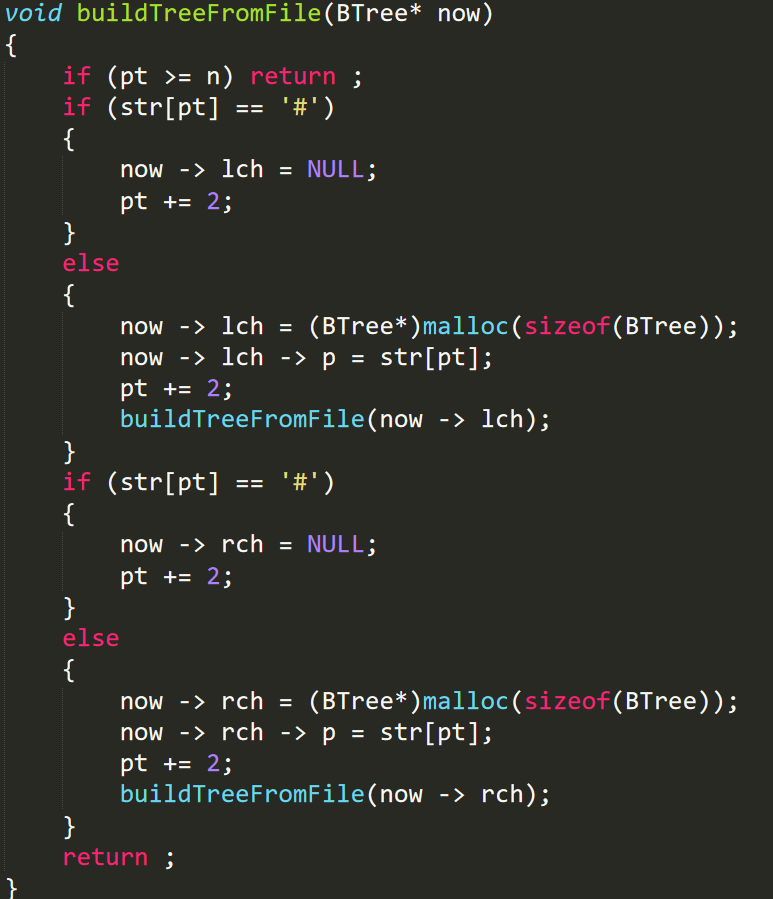 void buildTreeFromFile(BTree* now)
{
    if (pt >= n) return ;
    if (str[pt] == '#')
    {
        now -> lch = NULL;
        pt += 2;
    }
    else
    {
        now -> lch = (BTree*)malloc(sizeof(BTree));
        now -> lch -> p = str[pt];
        pt += 2;
        buildTreeFromFile(now -> lch);
    }
    if (str[pt] == '#')
    {
        now -> rch = NULL;
        pt += 2;
    }
    else
    {
        now -> rch = (BTree*)malloc(sizeof(BTree));
        now -> rch -> p = str[pt];
        pt += 2;
        buildTreeFromFile(now -> rch);
    }
    return ;
}